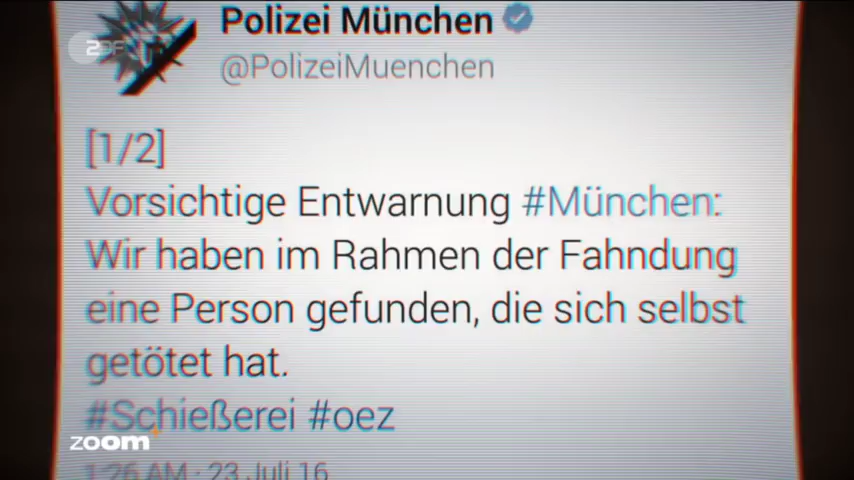 Polizei München
ZDF
@PolizeiMuenchen
[1/2]
Vorsichtige Entwarnung #München:
Wir haben im Rahmen der Fahndung
eine Person gefunden, die sich selbst
getötet hat.
#Schießerei #oez
zoom
1:26 AM · 23 Juli 16